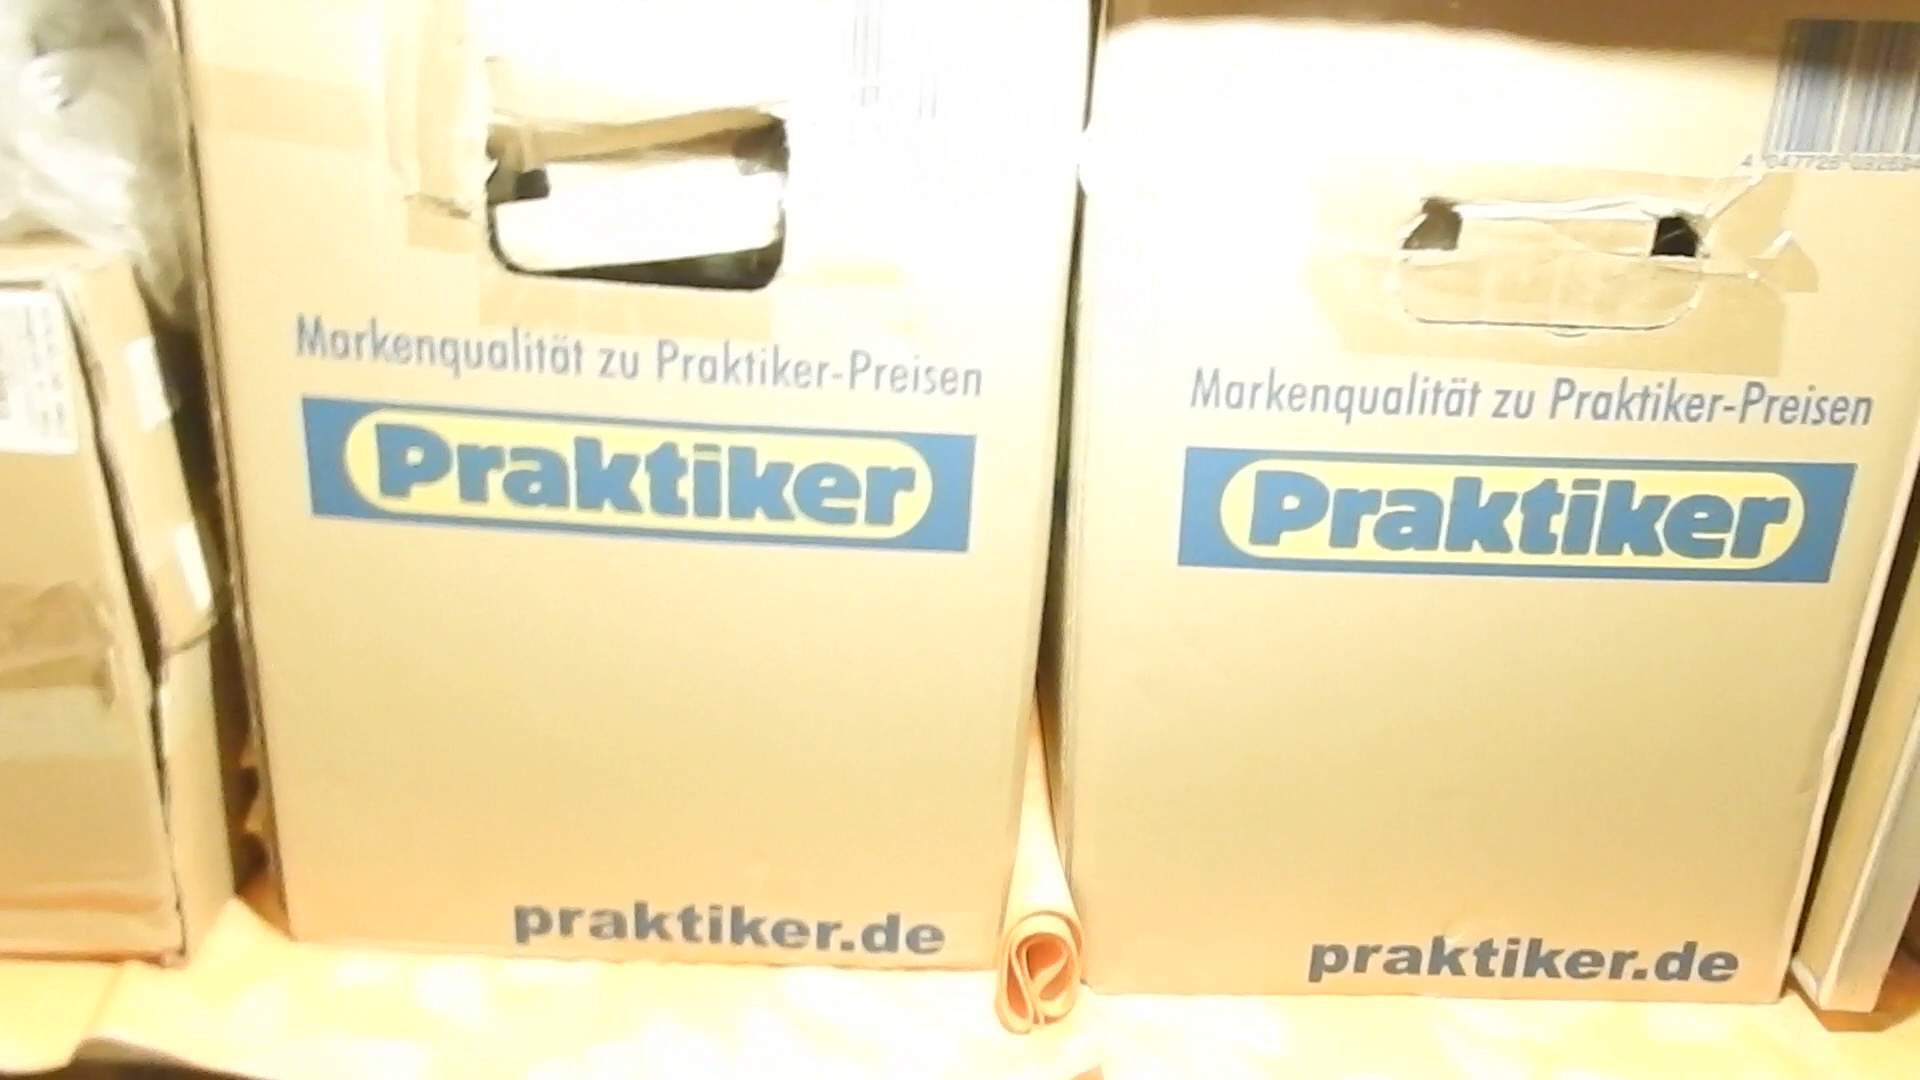 Markenqualität zu Praktiker-Preisen
Praktiker
praktiker.de
Markenqualität zu Praktiker-Preisen
Praktiker
praktiker.de